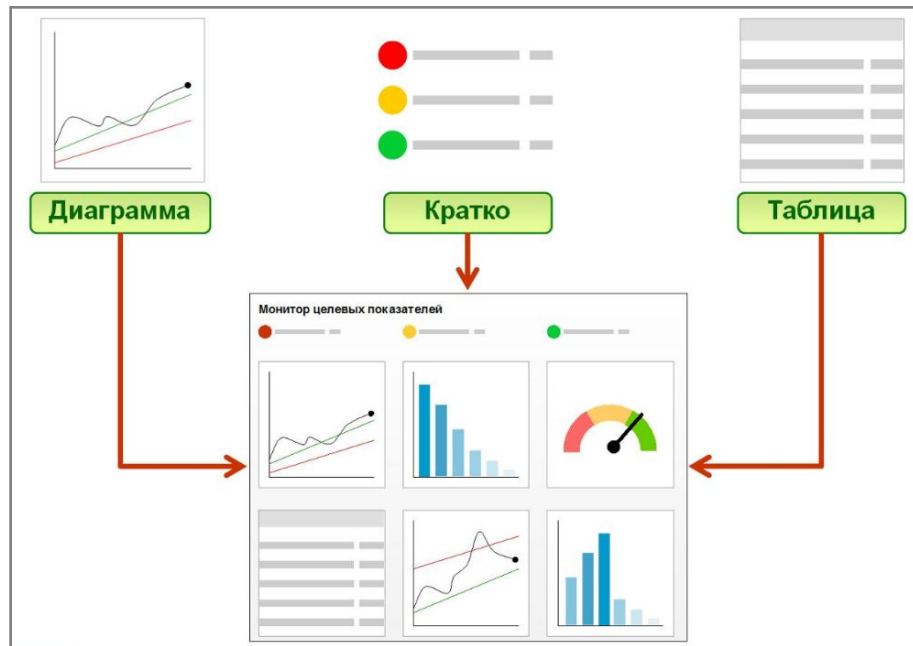 Диаграмма
Кратко
Таблица
Монитор целевых показателей